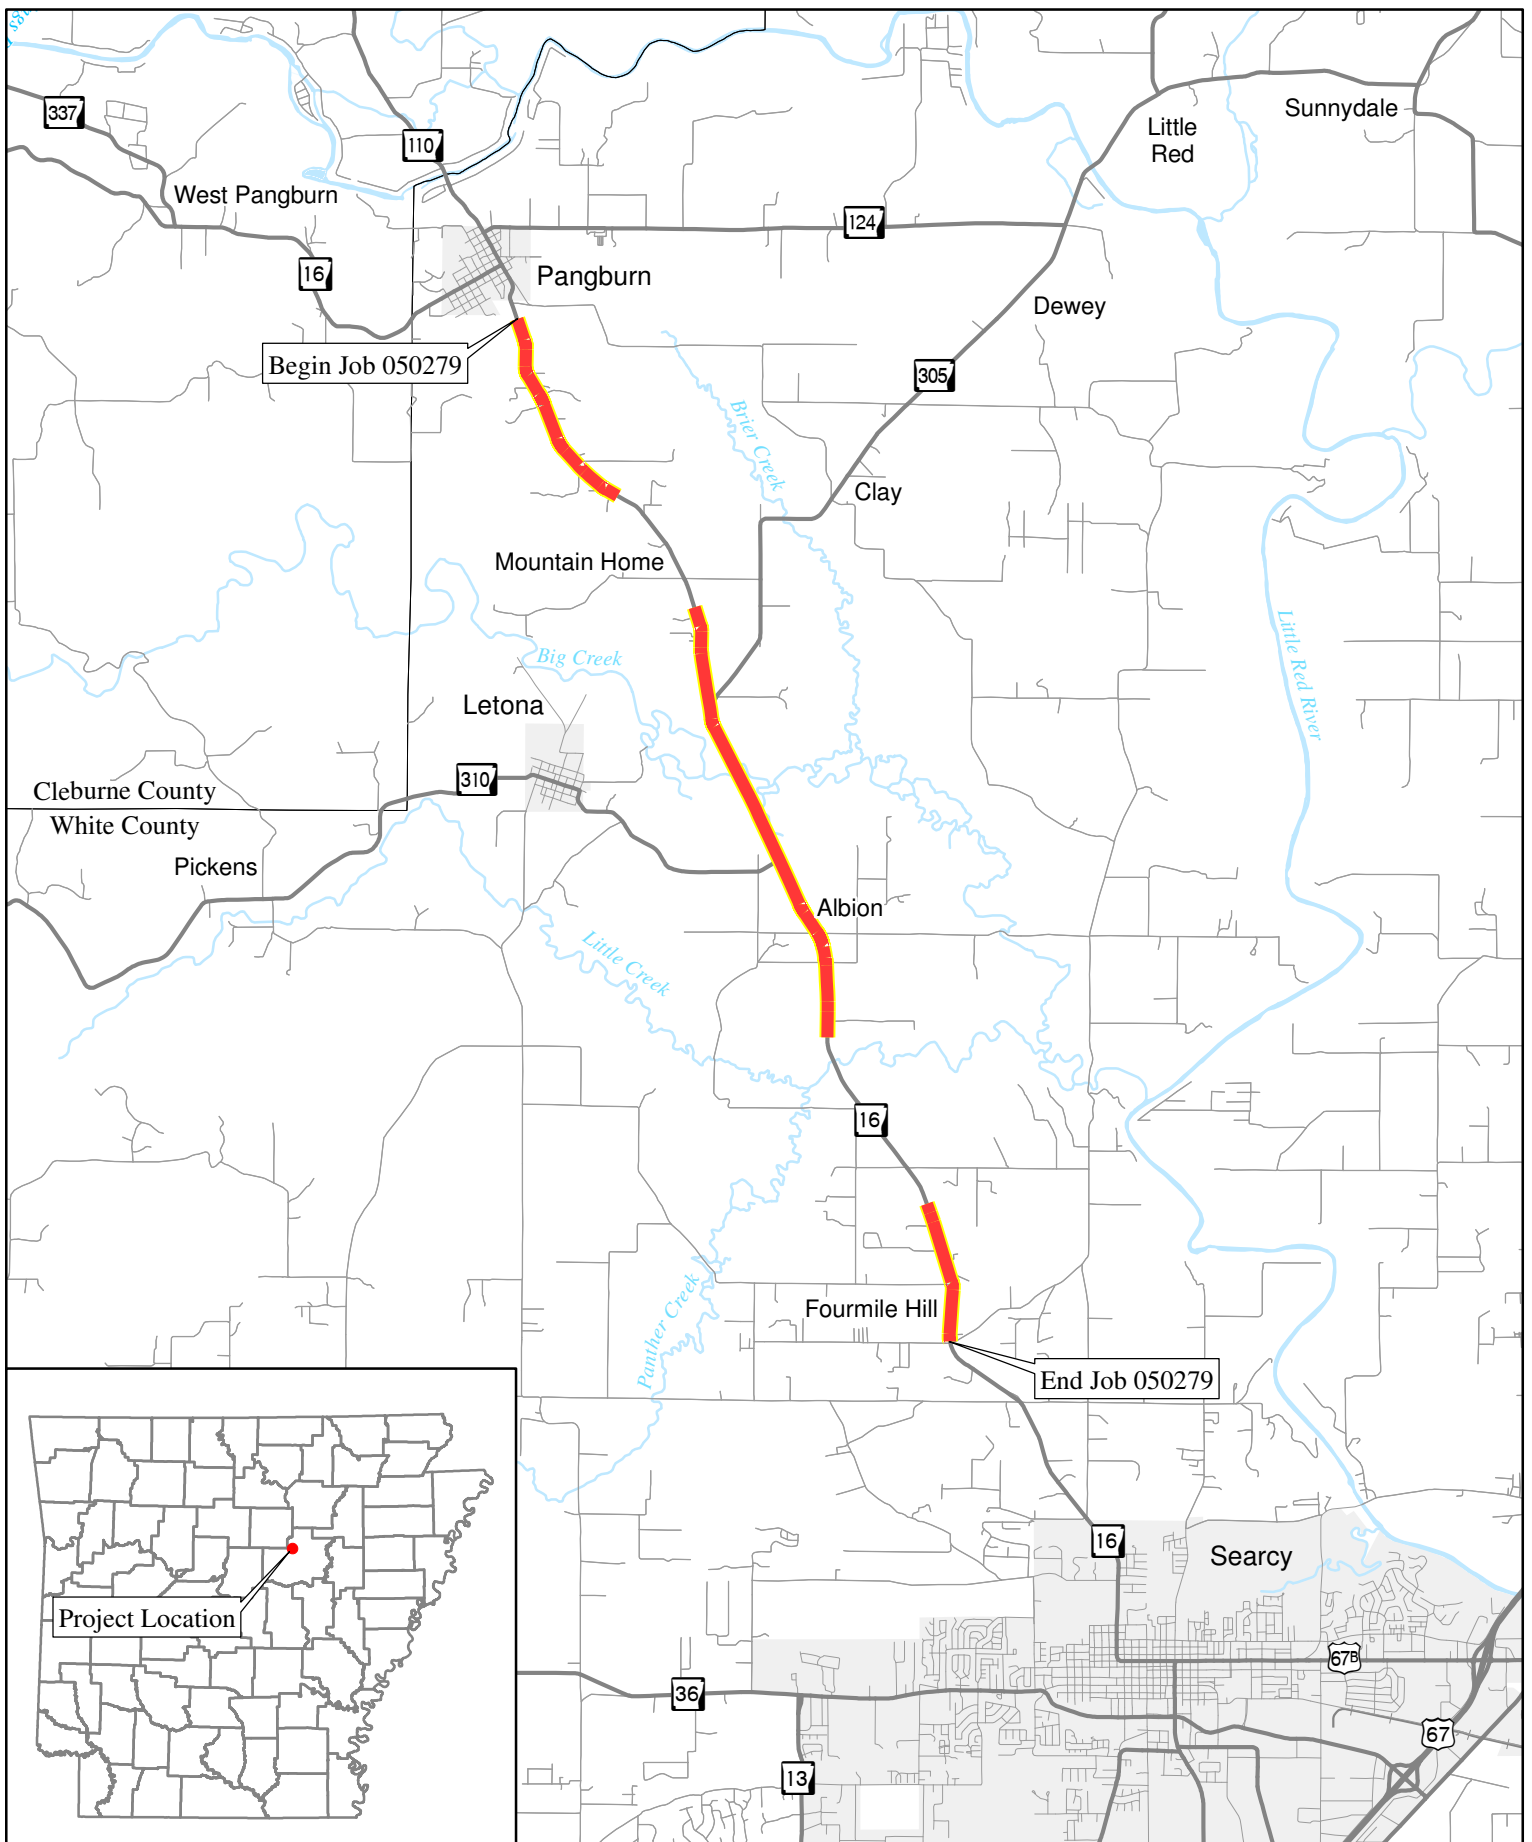 337
110
Little
Red
Sunnydale
West Pangburn
124
16
Pangburn
Dewey
Begin Job 050279
305
Brier Creek
Clay
Mountain Home
Big Creek
Little Red River
Letona
310
Cleburne County
White County
Pickens
Albion
Little Creek
16
Fourmile Hill
Panther Creek
End Job 050279
16
Searcy
Project Location
67B
36
67
13